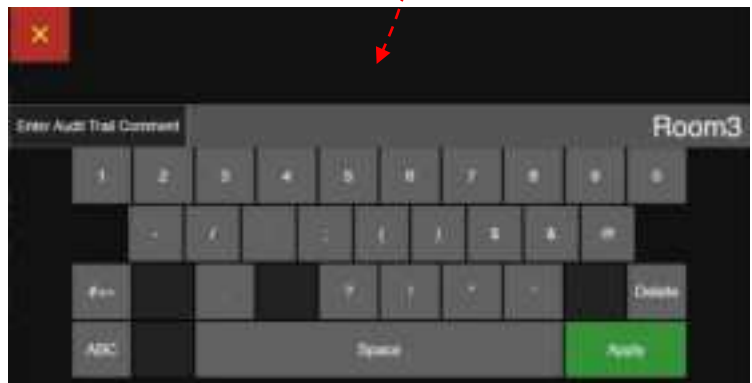 ×
Enter Audit Trail Comment Room3
1 2 3 4 5 6 7 8 9 0
- / : ( ) $ & @
#+= ? ! Delete
ABC Space Apply